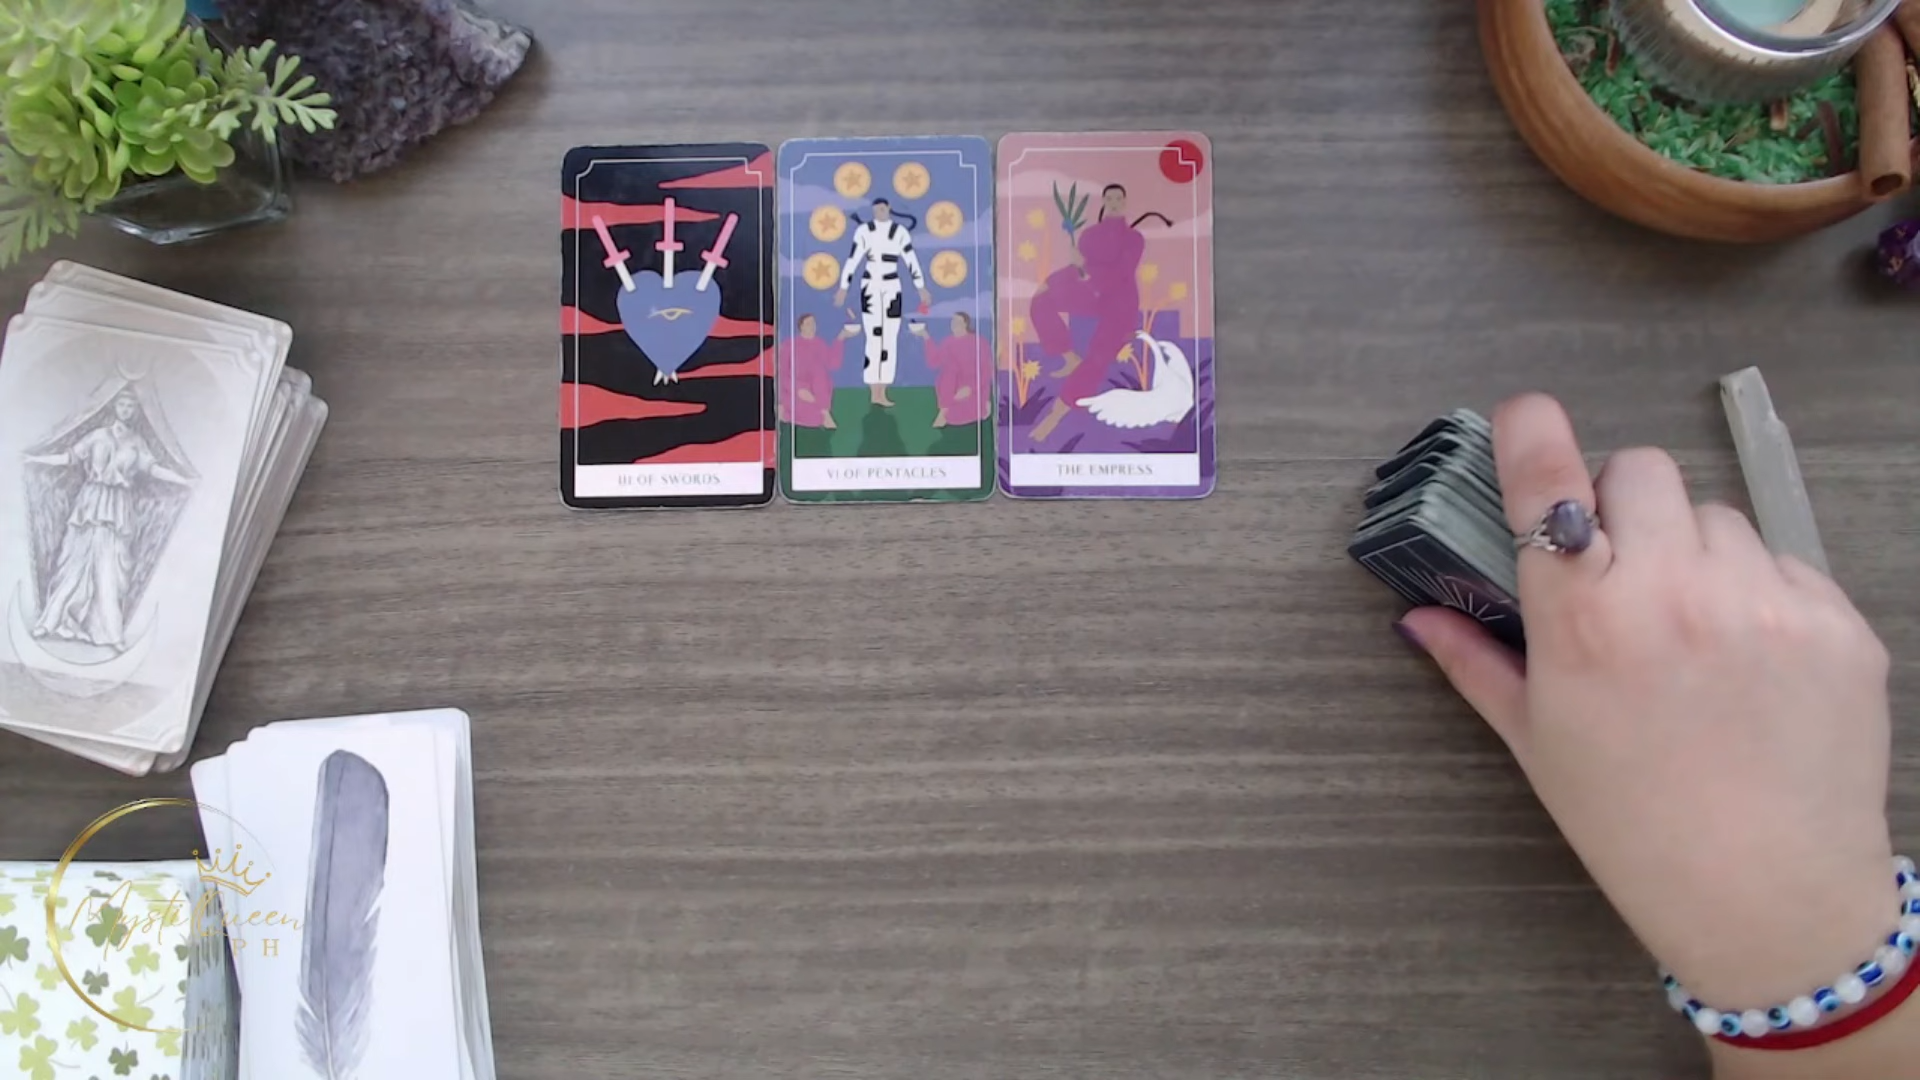 III OF SWORDS
VI OF PENTACLES
THE EMPRESS
MystiQueen
PH